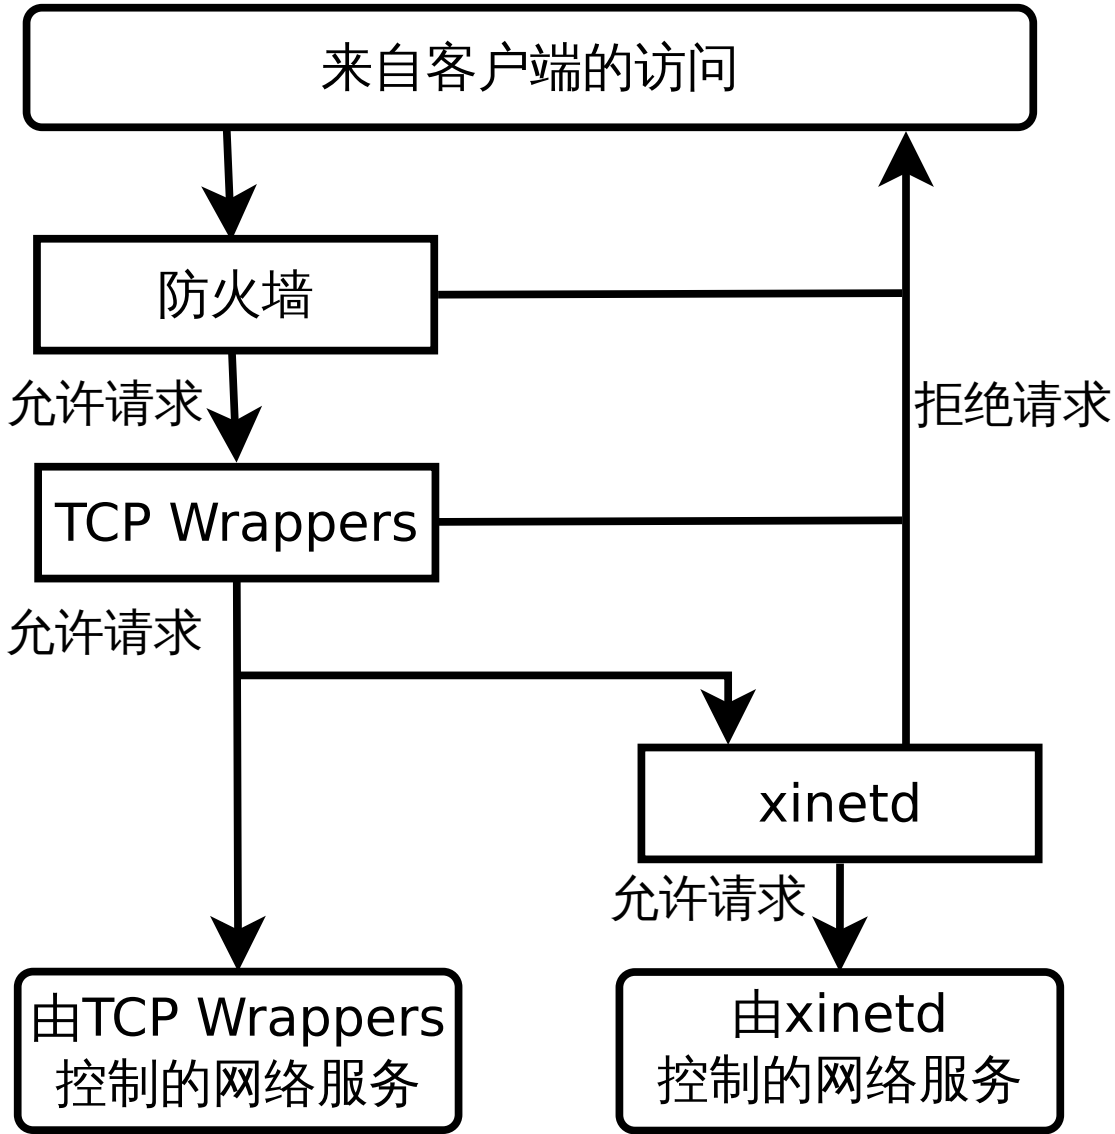 来自客户端的访问
防火墙
允许请求
拒绝请求
TCP Wrappers
允许请求
xinetd
允许请求
由TCP Wrappers
控制的网络服务
由xinetd
控制的网络服务